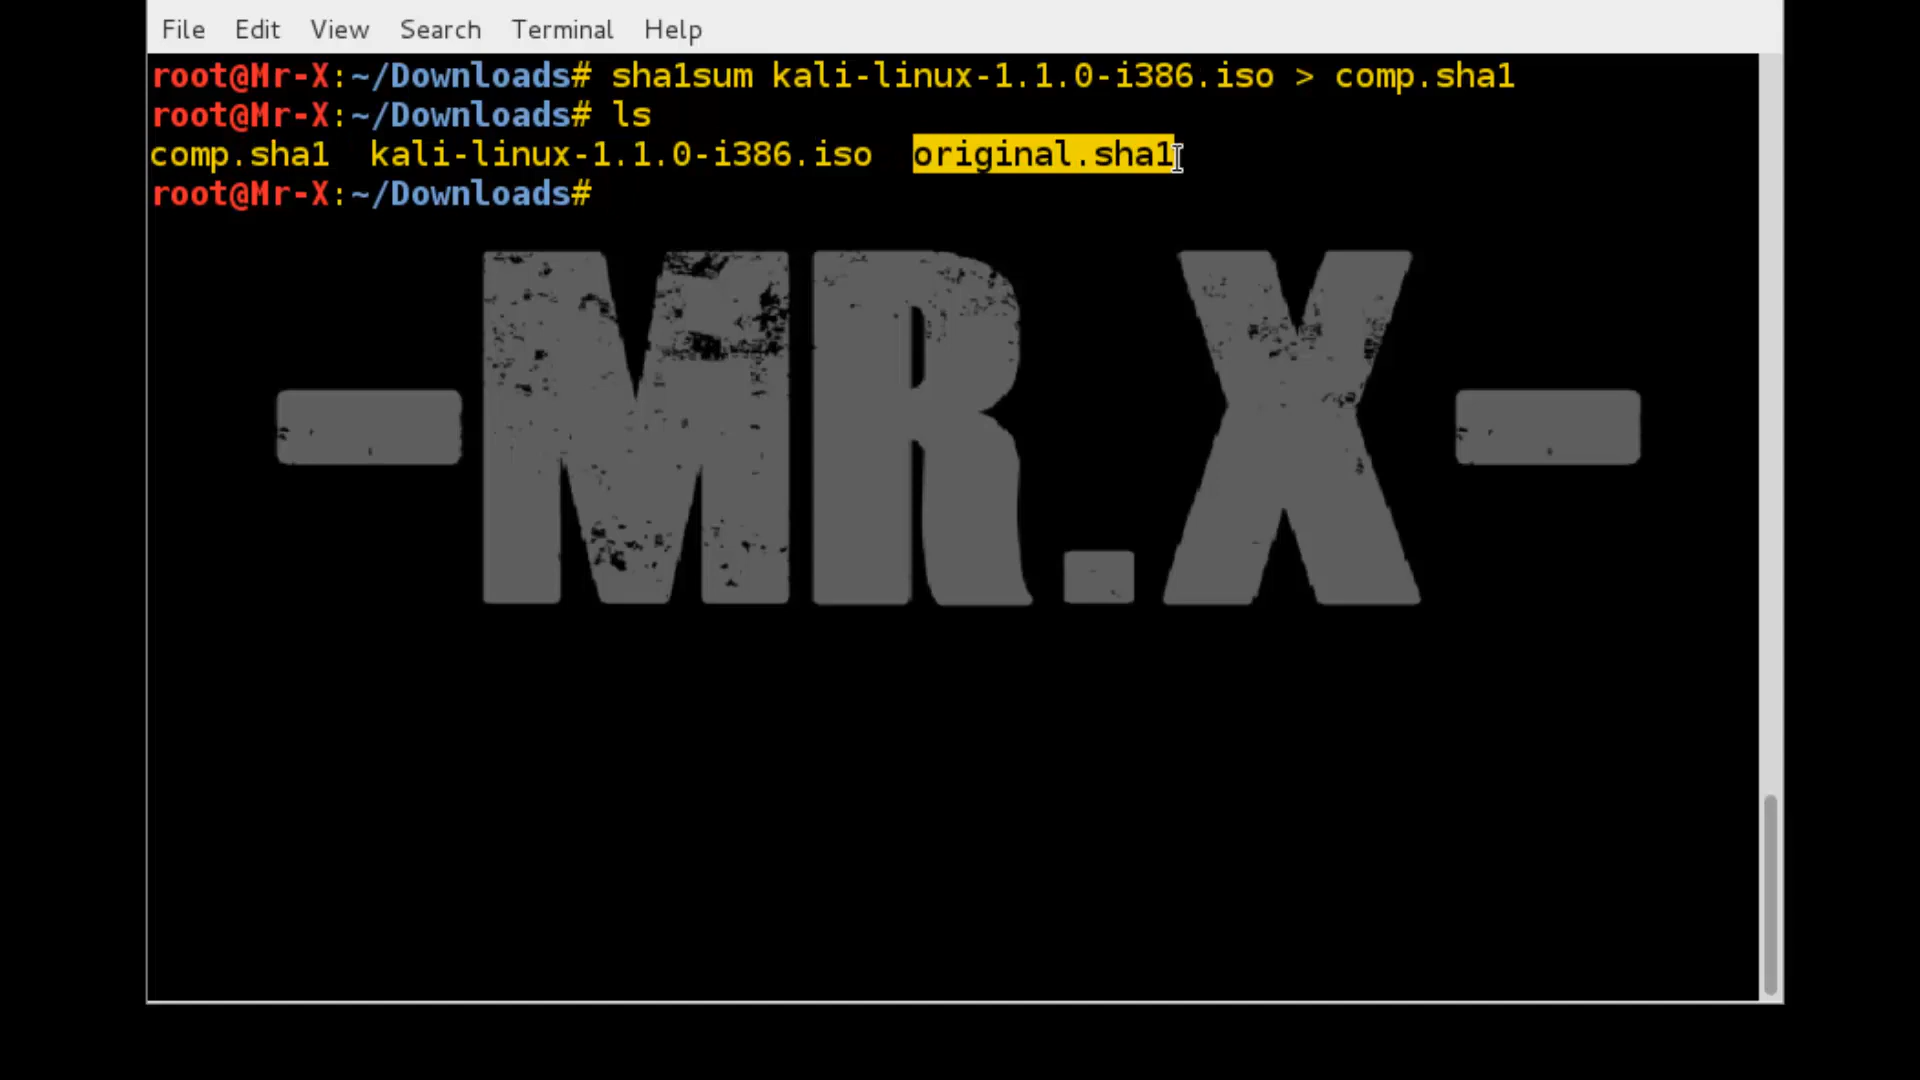 File Edit View Search Terminal Help
root@Mr-X:~/Downloads# sha1sum kali-linux-1.1.0-i386.iso > comp.sha1
root@Mr-X:~/Downloads# ls
comp.sha1 kali-linux-1.1.0-i386.iso original.sha1
root@Mr-X:~/Downloads#
-MR.X-